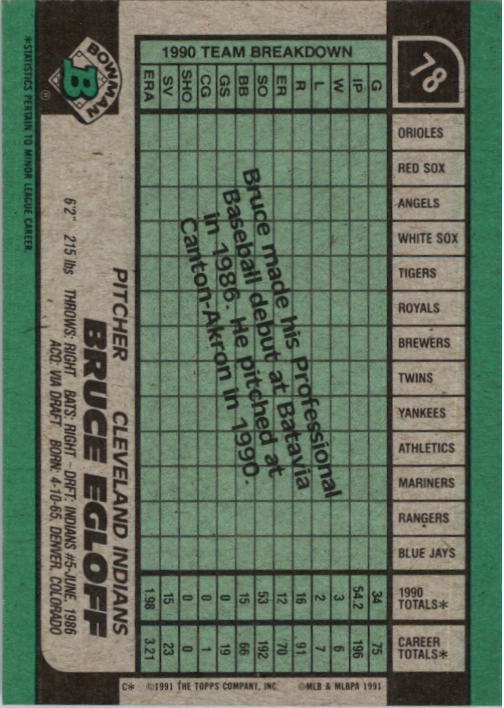 78
1990 TEAM BREAKDOWN
G IP W L R ER SO BB GS CG SHO SV ERA
ORIOLES
RED SOX
ANGELS
WHITE SOX
TIGERS
ROYALS
BREWERS
TWINS
YANKEES
ATHLETICS
MARINERS
RANGERS
BLUE JAYS
1990 TOTALS* 34 54.2 3 2 16 12 53 15 0 0 0 15 1.98
CAREER TOTALS* 75 196 6 7 91 70 192 66 19 1 0 23 3.21
Bruce made his Professional
Baseball debut at Batavia
in 1986. He pitched at
Canton-Akron in 1990.
PITCHER CLEVELAND INDIANS
BRUCE EGLOFF
6'2" 215 lbs THROWS: RIGHT BATS: RIGHT - DRFT: INDIANS #5-JUNE, 1986
ACQ: VIA DRAFT BORN: 4-10-65, DENVER, COLORADO
BOWMAN
B
®
*STATISTICS PERTAIN TO MINOR LEAGUE CAREER.
C* ©1991 THE TOPPS COMPANY, INC. ©MLB & MLBPA 1991